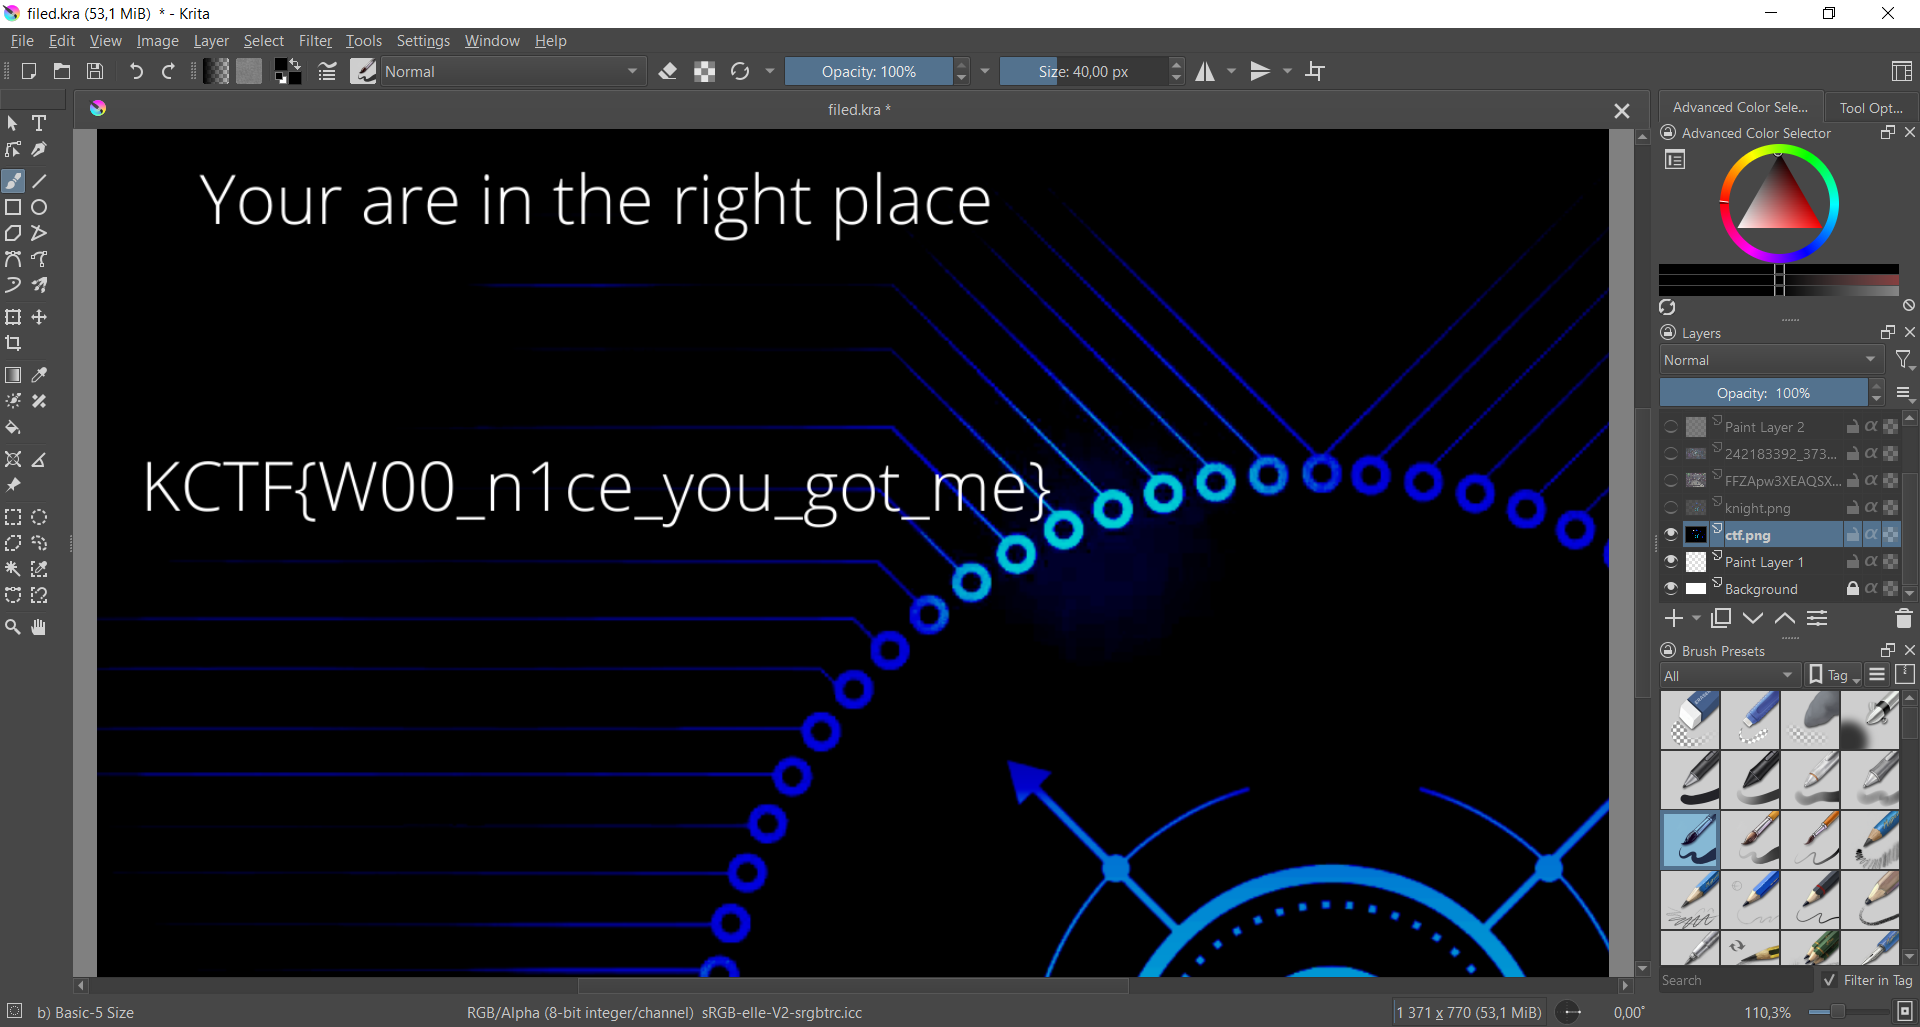 filed.kra (53,1 MiB) * - Krita
File Edit View Image Layer Select Filter Tools Settings Window Help
Normal Opacity: 100% Size: 40,00 px
filed.kra *
Advanced Color Sele... Tool Opt...
Advanced Color Selector
Your are in the right place
KCTF{W00_n1ce_you_got_me}
Layers
Normal
Opacity: 100%
Paint Layer 2
242183392_373...
FFZApw3XEAQSX...
knight.png
ctf.png
Paint Layer 1
Background
Brush Presets
All Tag
Search Filter in Tag
b) Basic-5 Size RGB/Alpha (8-bit integer/channel) sRGB-elle-V2-srgbtrc.icc 1 371 x 770 (53,1 MiB) 0,00° 110,3%